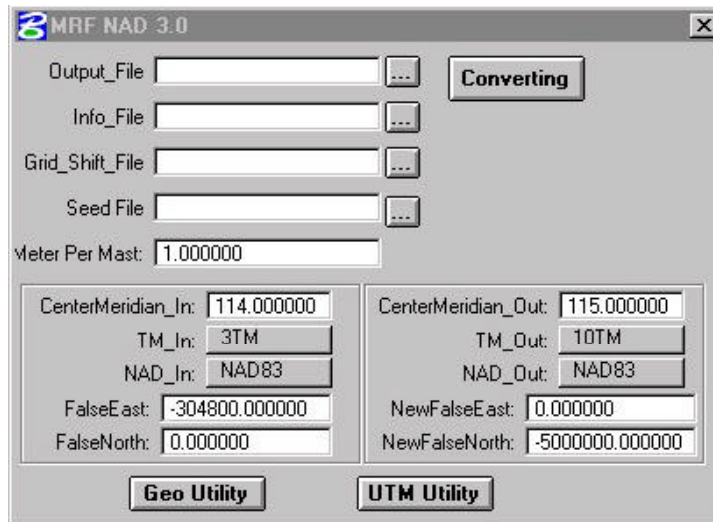 MRF NAD 3.0
Output_File ...
Converting
Info_File ...
Grid_Shift_File ...
Seed File ...
Meter Per Mast: 1.000000
CenterMeridian_In: 114.000000
TM_In: 3TM
NAD_In: NAD83
FalseEast: -304800.000000
FalseNorth: 0.000000
CenterMeridian_Out: 115.000000
TM_Out: 10TM
NAD_Out: NAD83
NewFalseEast: 0.000000
NewFalseNorth: -5000000.000000
Geo Utility
UTM Utility